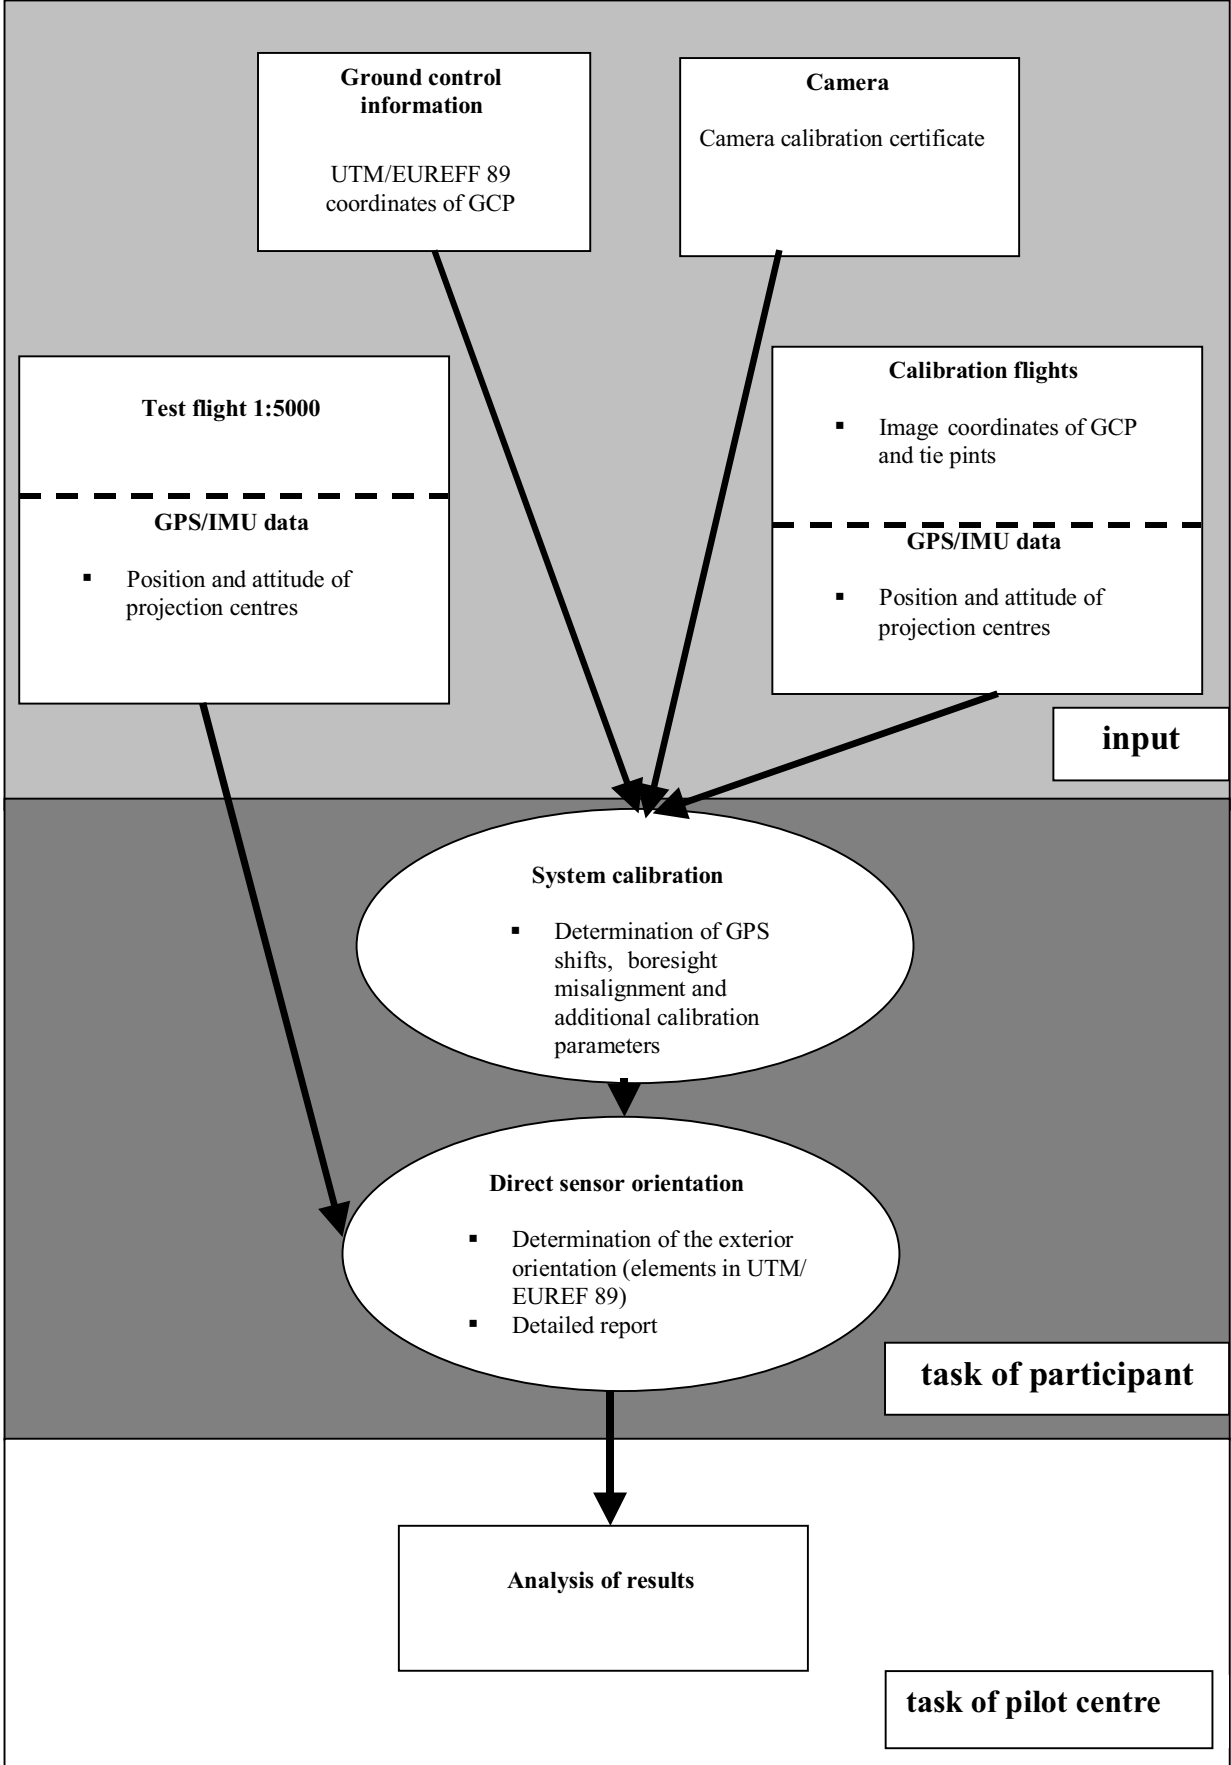 Ground control
information
UTM/EUREFF 89
coordinates of GCP
Camera
Camera calibration certificate
Test flight 1:5000
GPS/IMU data
▪ Position and attitude of
projection centres
Calibration flights
▪ Image coordinates of GCP
and tie pints
GPS/IMU data
▪ Position and attitude of
projection centres
input
System calibration
▪ Determination of GPS
shifts, boresight
misalignment and
additional calibration
parameters
Direct sensor orientation
▪ Determination of the exterior
orientation (elements in UTM/
EUREF 89)
▪ Detailed report
task of participant
Analysis of results
task of pilot centre